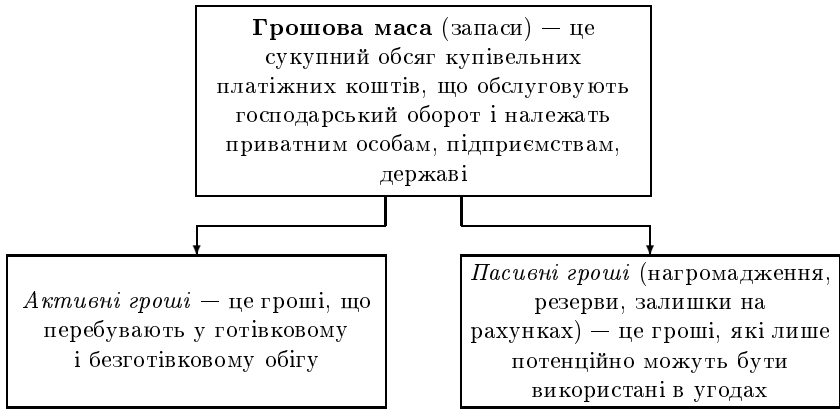 Грошова маса (запаси) — це
сукупний обсяг купівельних
платіжних коштів, що обслуговують
господарський оборот і належать
приватним особам, підприємствам,
державі
Активні гроші — це гроші, що
перебувають у готівковому
і безготівковому обігу
Пасивні гроші (нагромадження,
резерви, залишки на
рахунках) — це гроші, які лише
потенційно можуть бути
використані в угодах